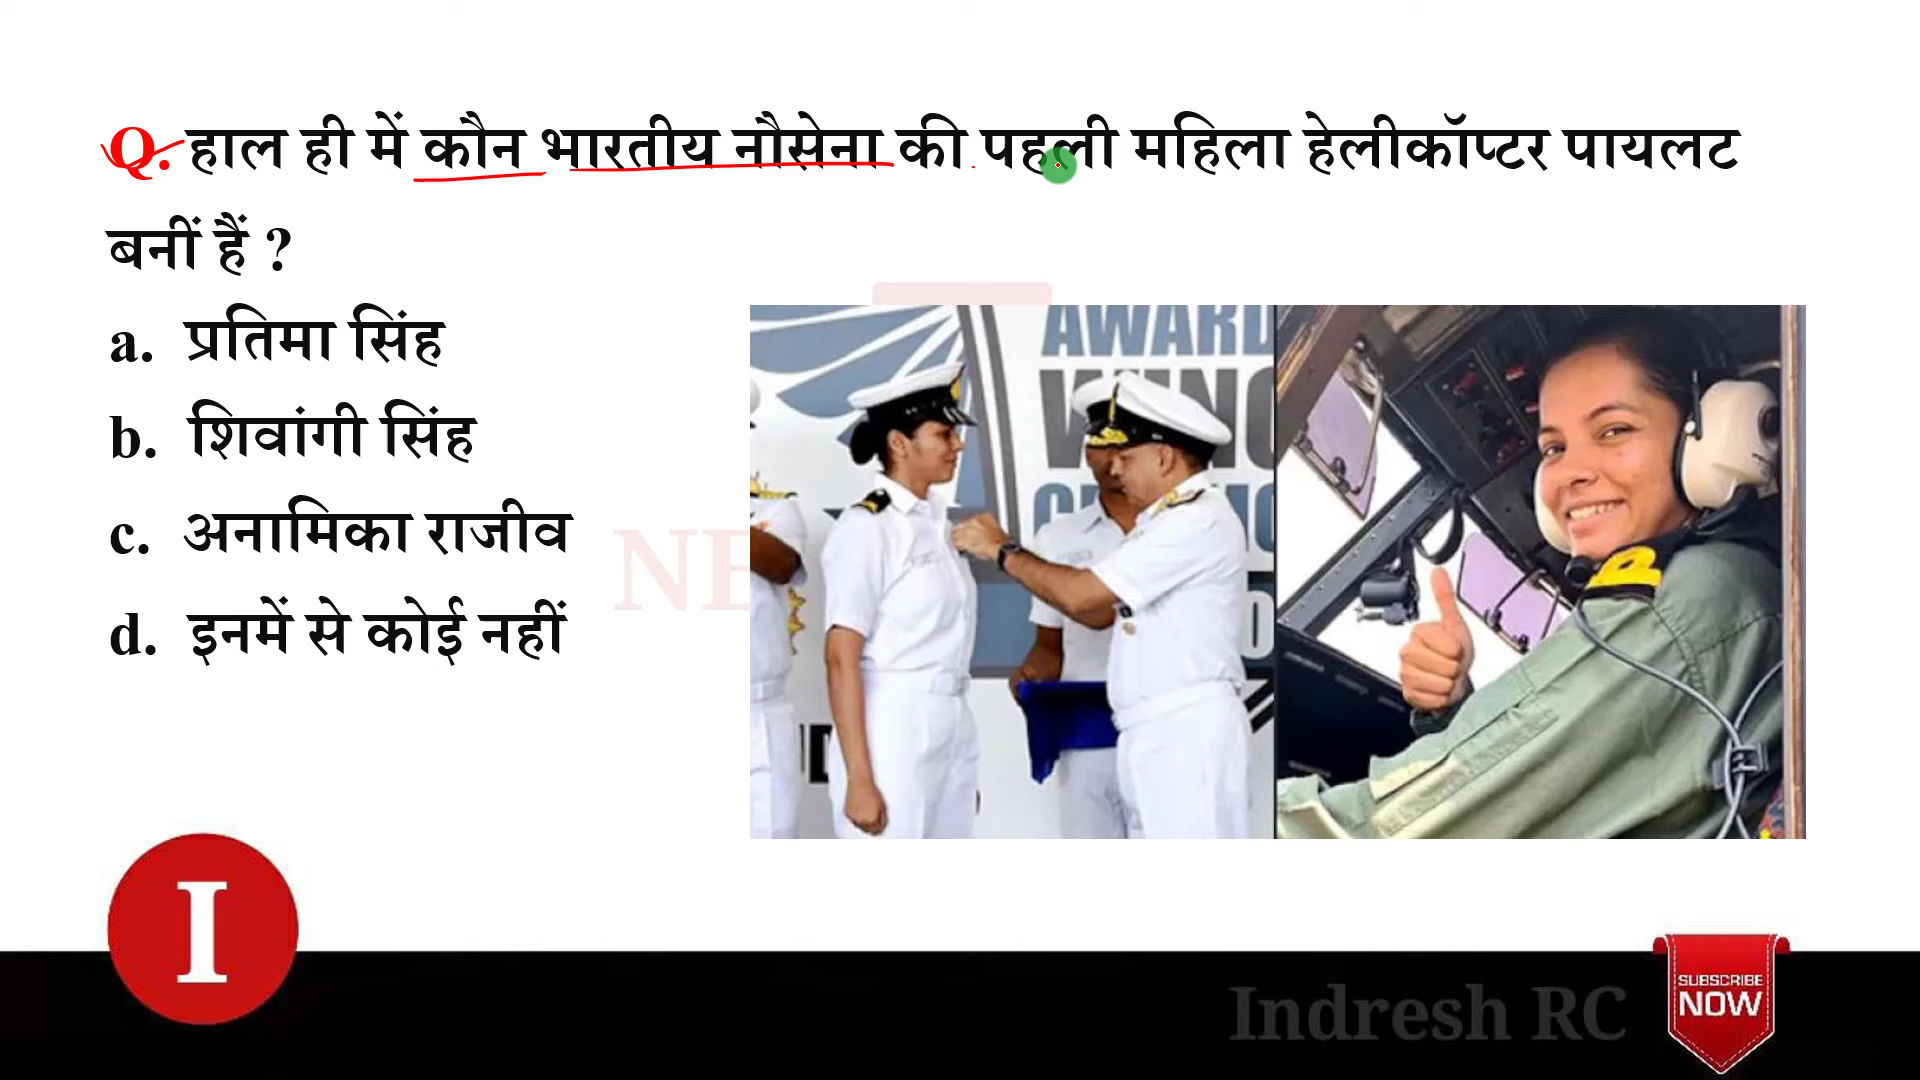 Q. हाल ही में कौन भारतीय नौसेना की पहली महिला हेलीकॉप्टर पायलट
बनीं हैं ?
a. प्रतिमा सिंह
b. शिवांगी सिंह
c. अनामिका राजीव
d. इनमें से कोई नहीं
AWARD
I
Indresh RC
SUBSCRIBE
NOW